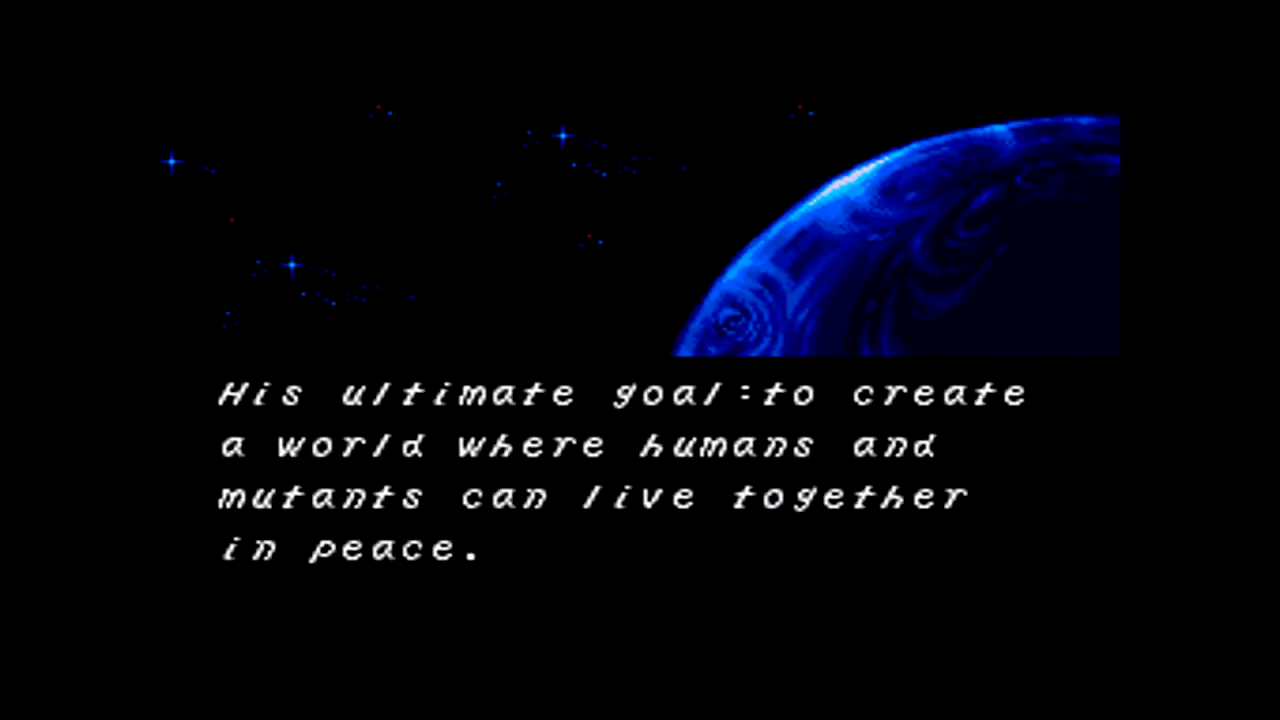 His ultimate goal:to create
a world where humans and
mutants can live together
in peace.